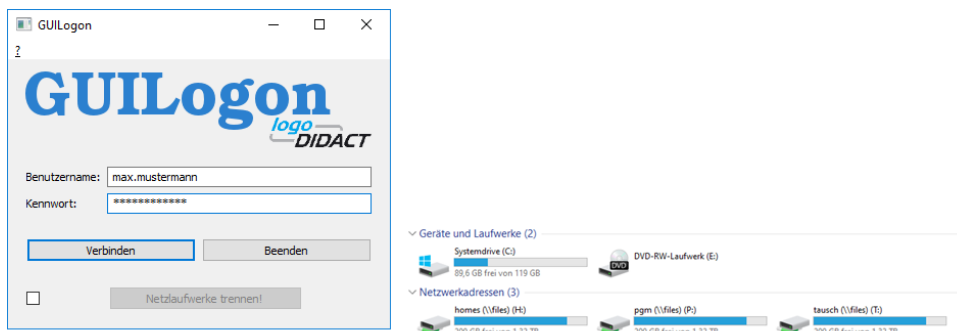 GUILogon
?
GUILogon
logo
DIDACT
Benutzername: max.mustermann
Kennwort: ************
Verbinden Beenden
Netzlaufwerke trennen!
Geräte und Laufwerke (2)
Systemdrive (C:)
89,6 GB frei von 119 GB
DVD
DVD-RW-Laufwerk (E:)
Netzwerkadressen (3)
homes (\\files) (H:) pgm (\\files) (P:) tausch (\\files) (T:)